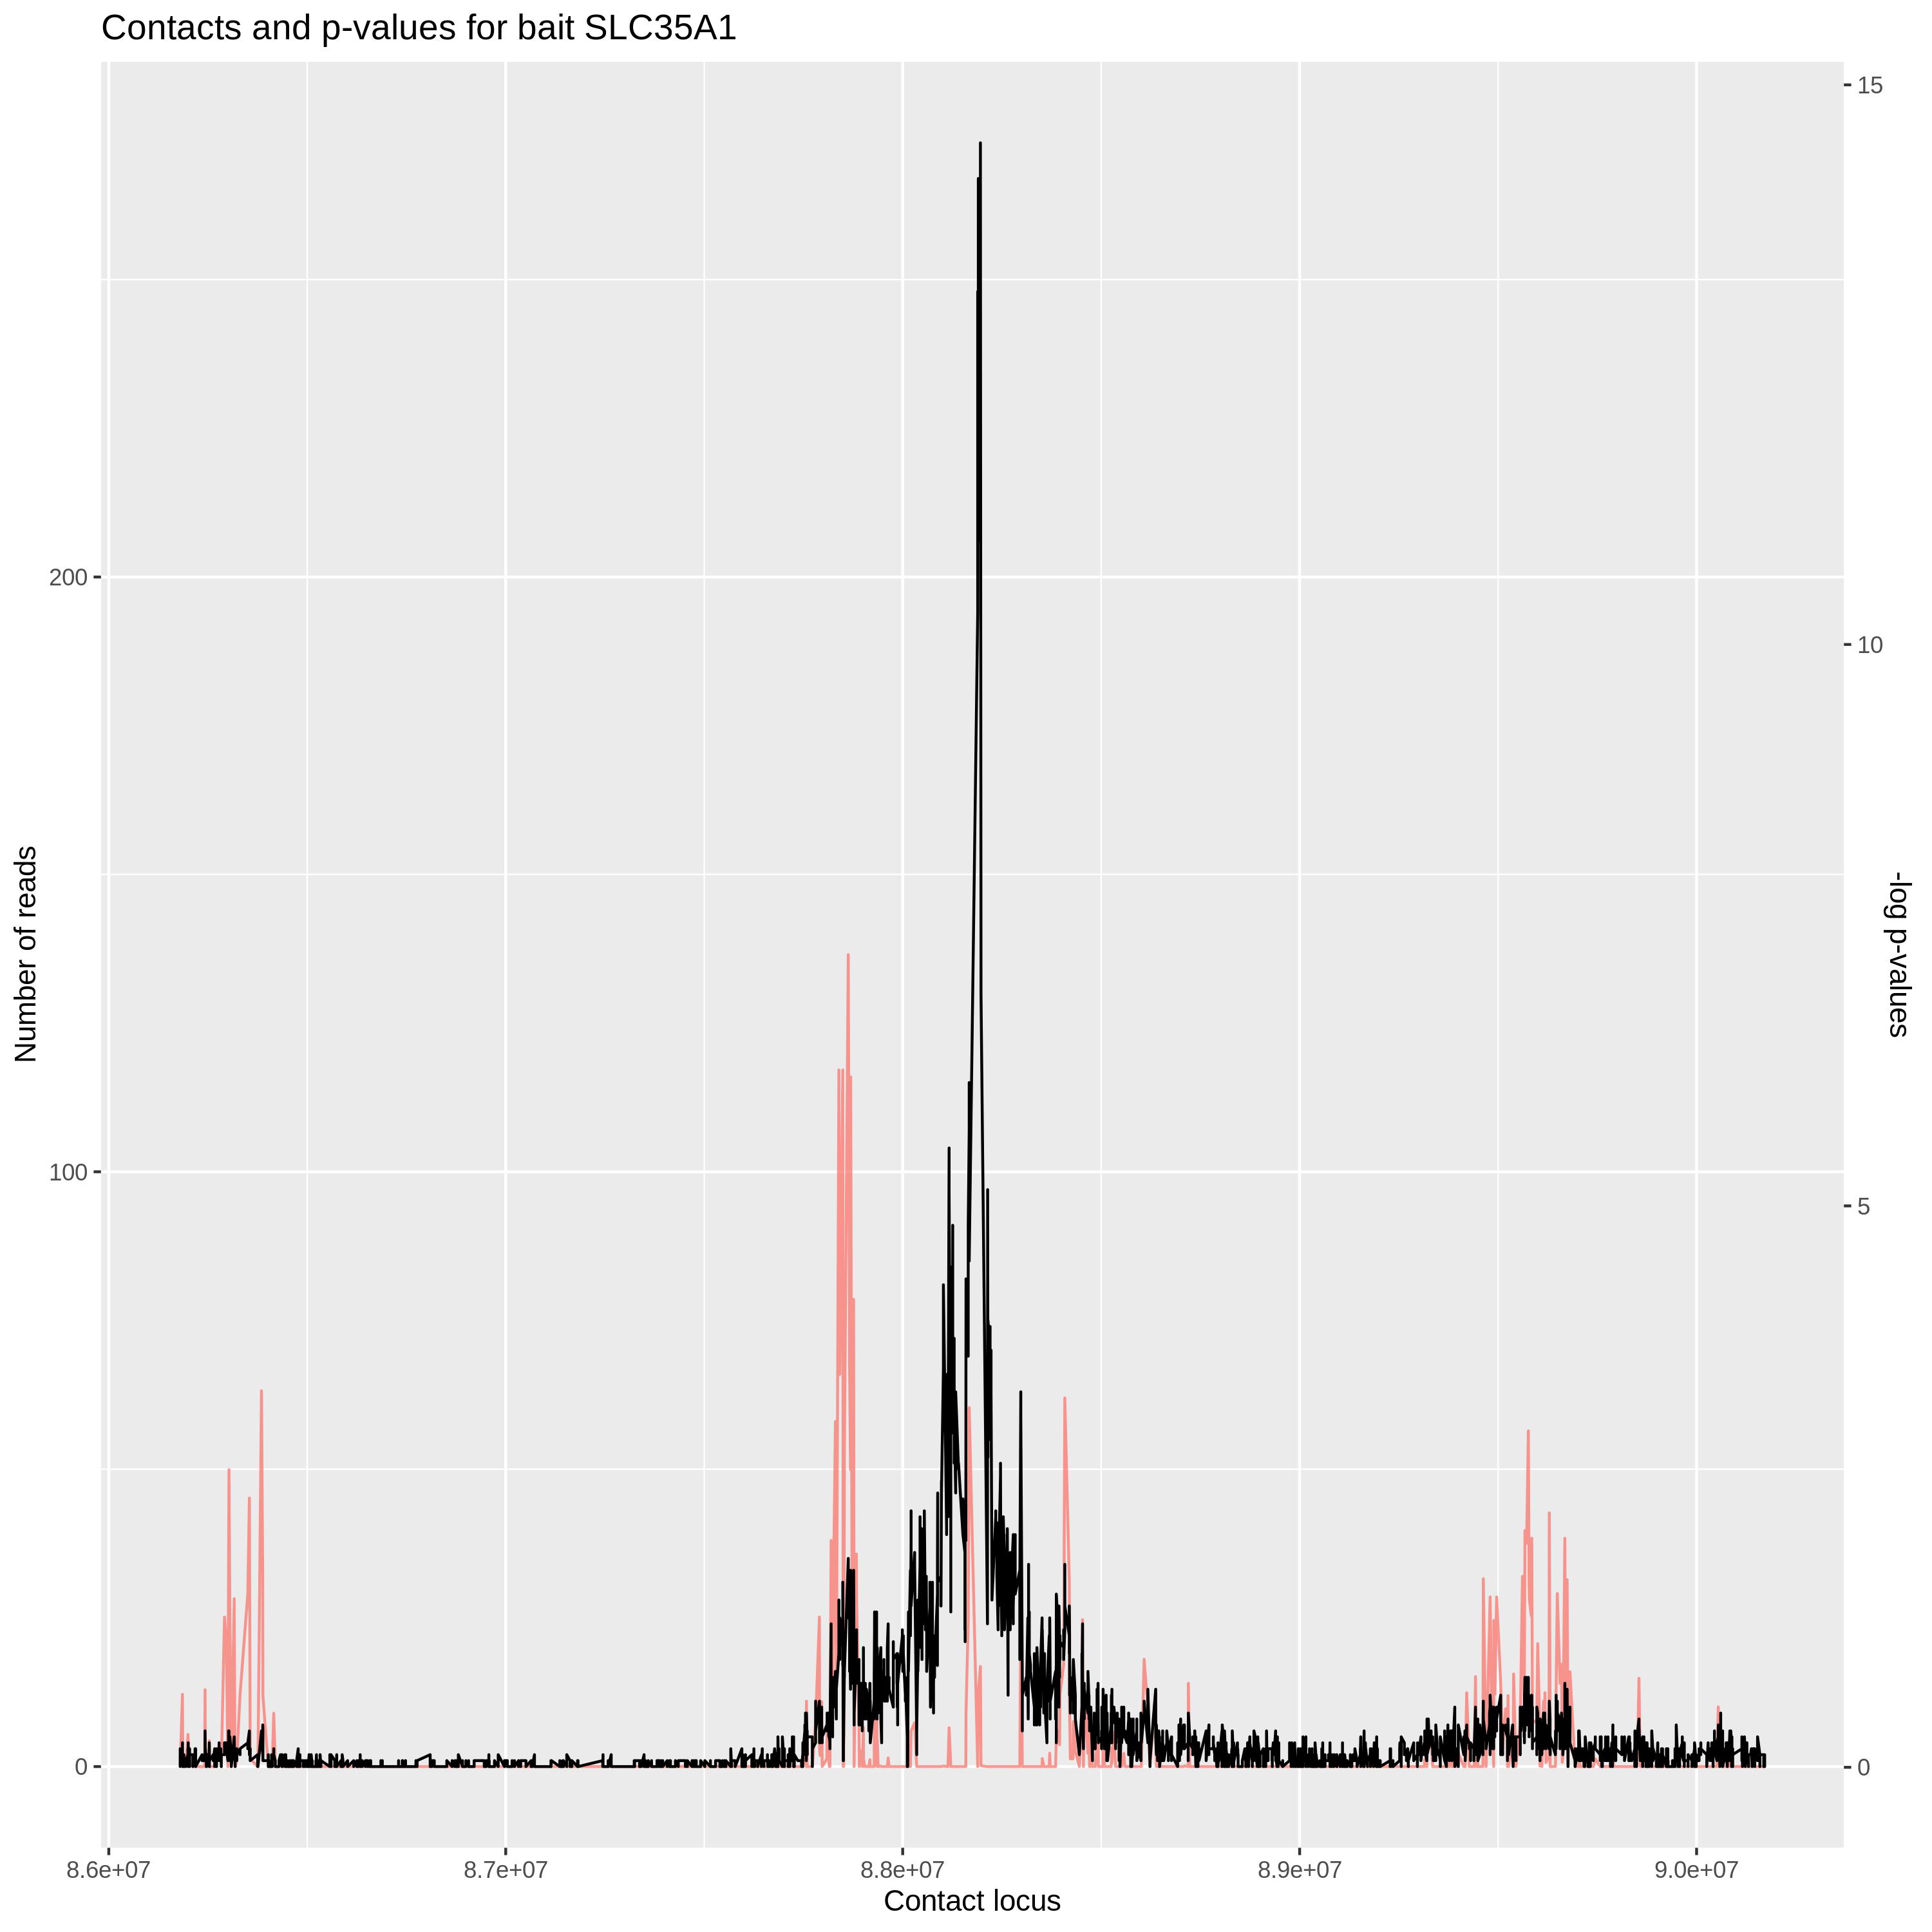 Contacts and p-values for bait SLC35A1
15
200
10
Number of reads
-log p-values
100
5
0
0
8.6e+07
8.7e+07
8.8e+07
8.9e+07
9.0e+07
Contact locus